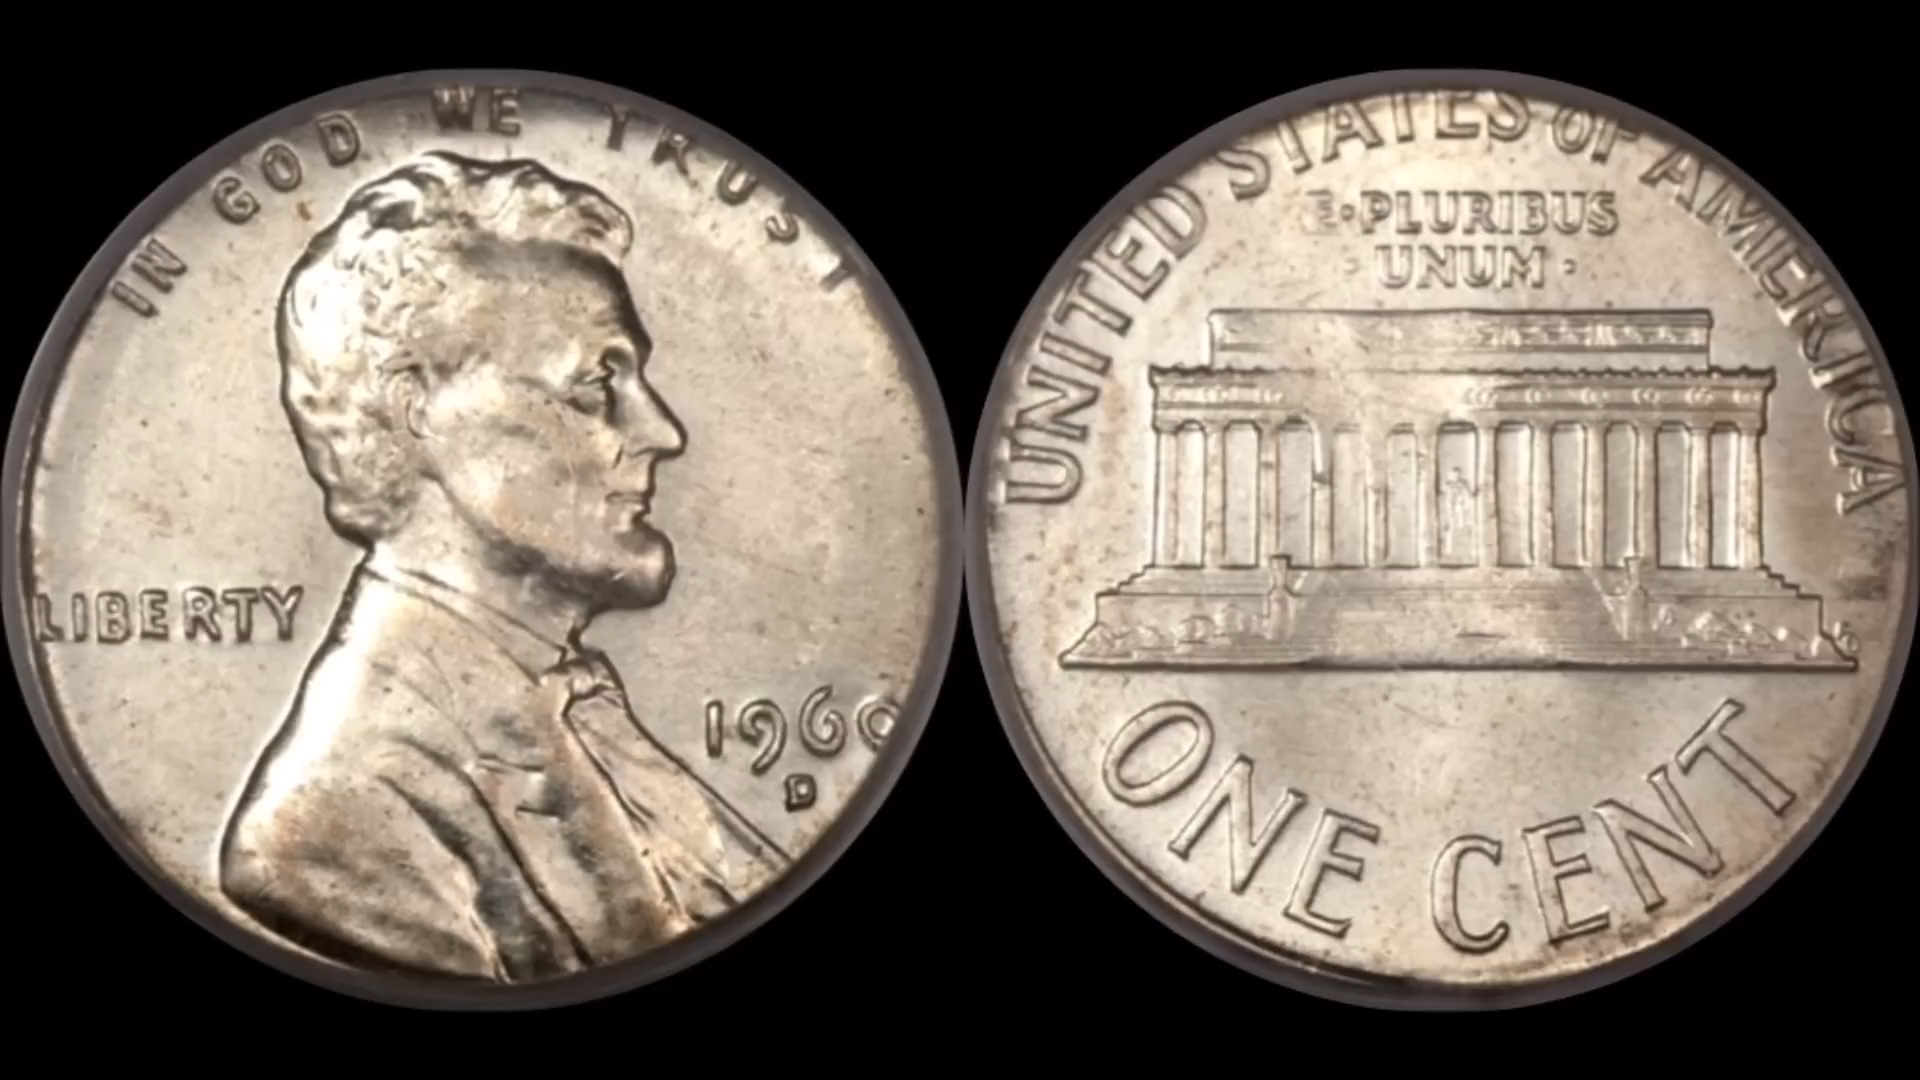 IN GOD WE TRUST
LIBERTY
1960
D
UNITED STATES OF AMERICA
E·PLURIBUS
·UNUM·
ONE CENT